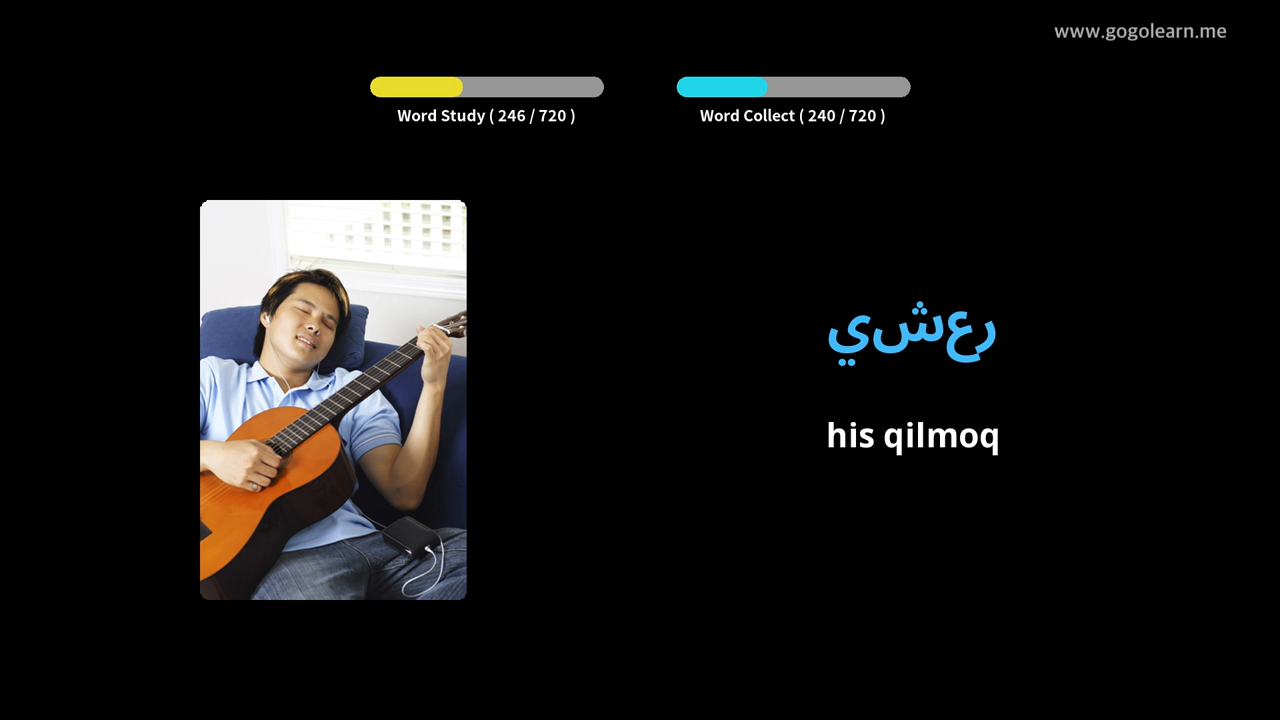 www.gogolearn.me
Word Study ( 246 / 720 )
Word Collect ( 240 / 720 )
رعشي
his qilmoq